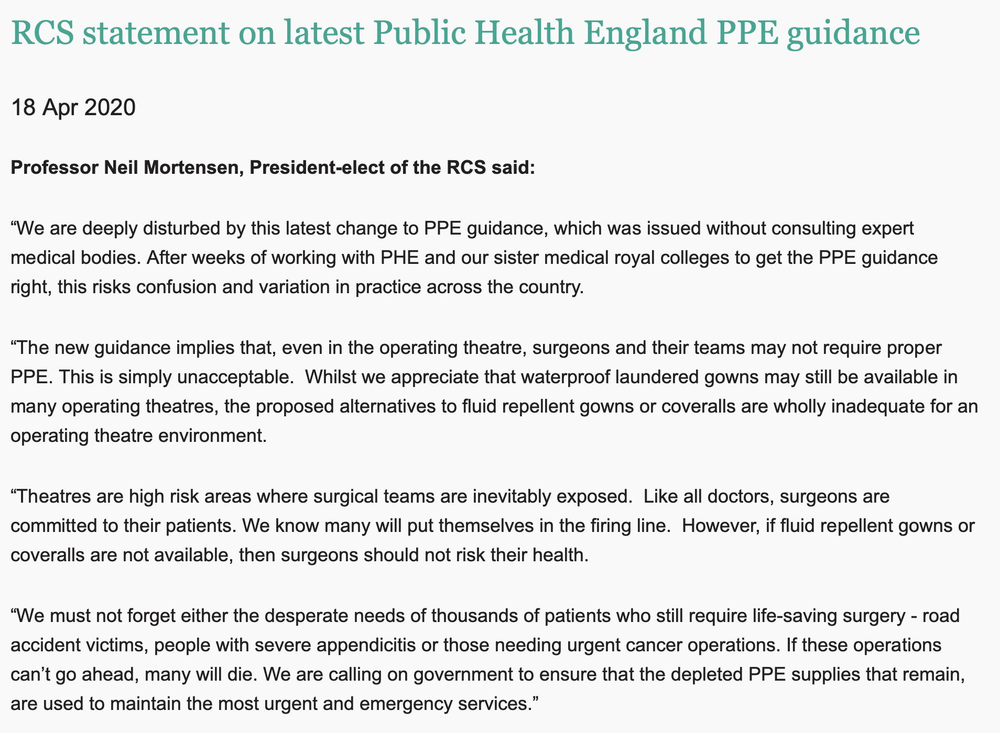 RCS statement on latest Public Health England PPE guidance
18 Apr 2020
Professor Neil Mortensen, President-elect of the RCS said:
“We are deeply disturbed by this latest change to PPE guidance, which was issued without consulting expert
medical bodies. After weeks of working with PHE and our sister medical royal colleges to get the PPE guidance
right, this risks confusion and variation in practice across the country.
“The new guidance implies that, even in the operating theatre, surgeons and their teams may not require proper
PPE. This is simply unacceptable.  Whilst we appreciate that waterproof laundered gowns may still be available in
many operating theatres, the proposed alternatives to fluid repellent gowns or coveralls are wholly inadequate for an
operating theatre environment.
“Theatres are high risk areas where surgical teams are inevitably exposed.  Like all doctors, surgeons are
committed to their patients. We know many will put themselves in the firing line.  However, if fluid repellent gowns or
coveralls are not available, then surgeons should not risk their health.
“We must not forget either the desperate needs of thousands of patients who still require life-saving surgery - road
accident victims, people with severe appendicitis or those needing urgent cancer operations. If these operations
can’t go ahead, many will die. We are calling on government to ensure that the depleted PPE supplies that remain,
are used to maintain the most urgent and emergency services.”